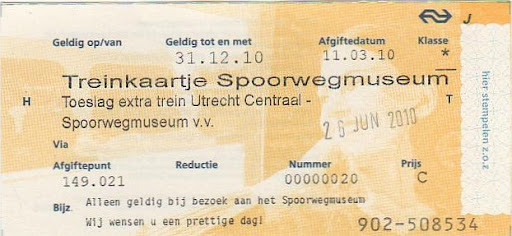 J
Geldig op/van Geldig tot en met Afgiftedatum Klasse
31.12.10 11.03.10 *
Treinkaartje Spoorwegmuseum
H Toeslag extra trein Utrecht Centraal - T
Spoorwegmuseum v.v.
26 JUN 2010
Via
Afgiftepunt Reductie Nummer Prijs
149.021 00000020 C
Bijz. Alleen geldig bij bezoek aan het Spoorwegmuseum
Wij wensen u een prettige dag!
902-508534
hier stempelen z.o.z